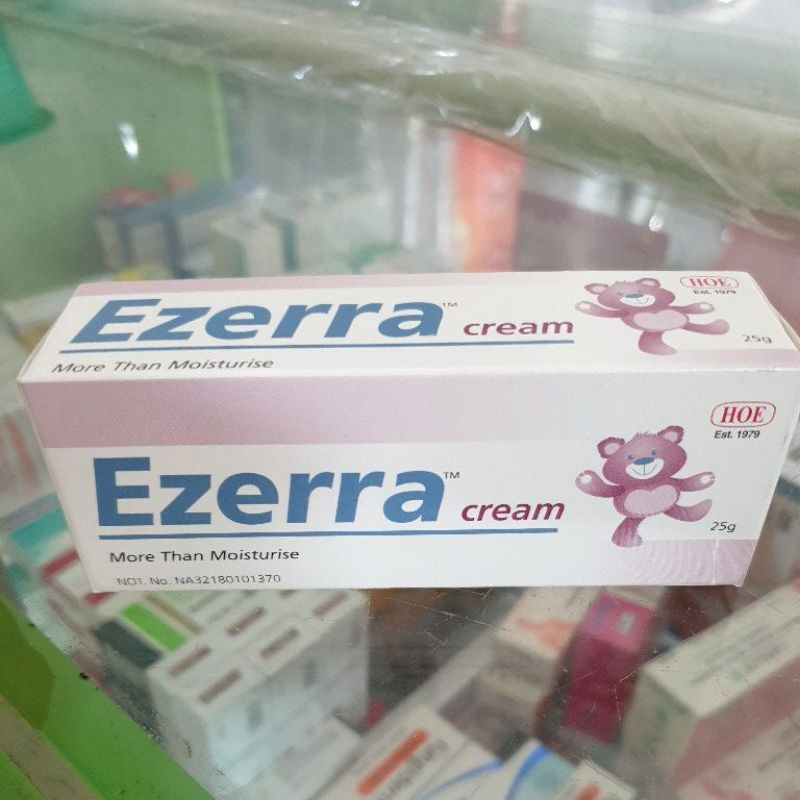 Ezerra™ cream
HOE
Est. 1979
More Than Moisturise
25g
HOE
Est. 1979
Ezerra™ cream
More Than Moisturise
25g
NOT. No. NA32180101370